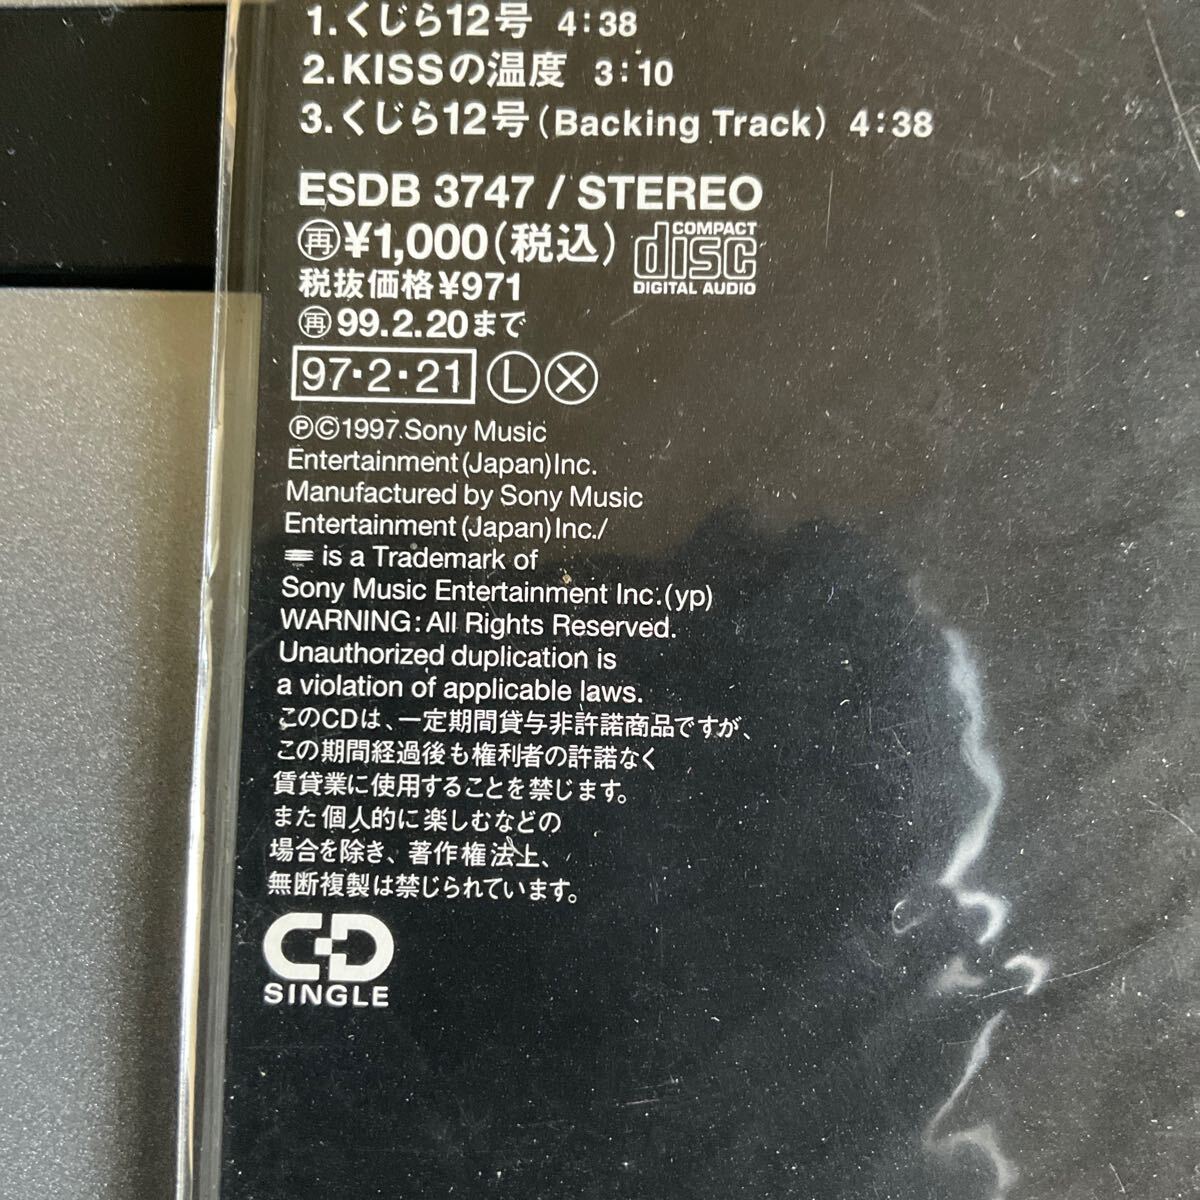 1.くじら12号 4:38
2.KISSの温度 3:10
3.くじら12号(Backing Track) 4:38
ESDB 3747 / STEREO
再¥1,000(税込)
COMPACT
disc
DIGITAL AUDIO
税抜価格¥971
再99.2.20まで
97・2・21 Ⓛ Ⓧ
ⓅⒸ1997.Sony Music
Entertainment(Japan)Inc.
Manufactured by Sony Music
Entertainment(Japan)Inc./
is a Trademark of
Sony Music Entertainment Inc.(yp)
WARNING:All Rights Reserved.
Unauthorized duplication is
a violation of applicable laws.
このCDは、一定期間貸与非許諾商品ですが、
この期間経過後も権利者の許諾なく
賃貸業に使用することを禁じます。
また個人的に楽しむなどの
場合を除き、著作権法上、
無断複製は禁じられています。
CD
SINGLE